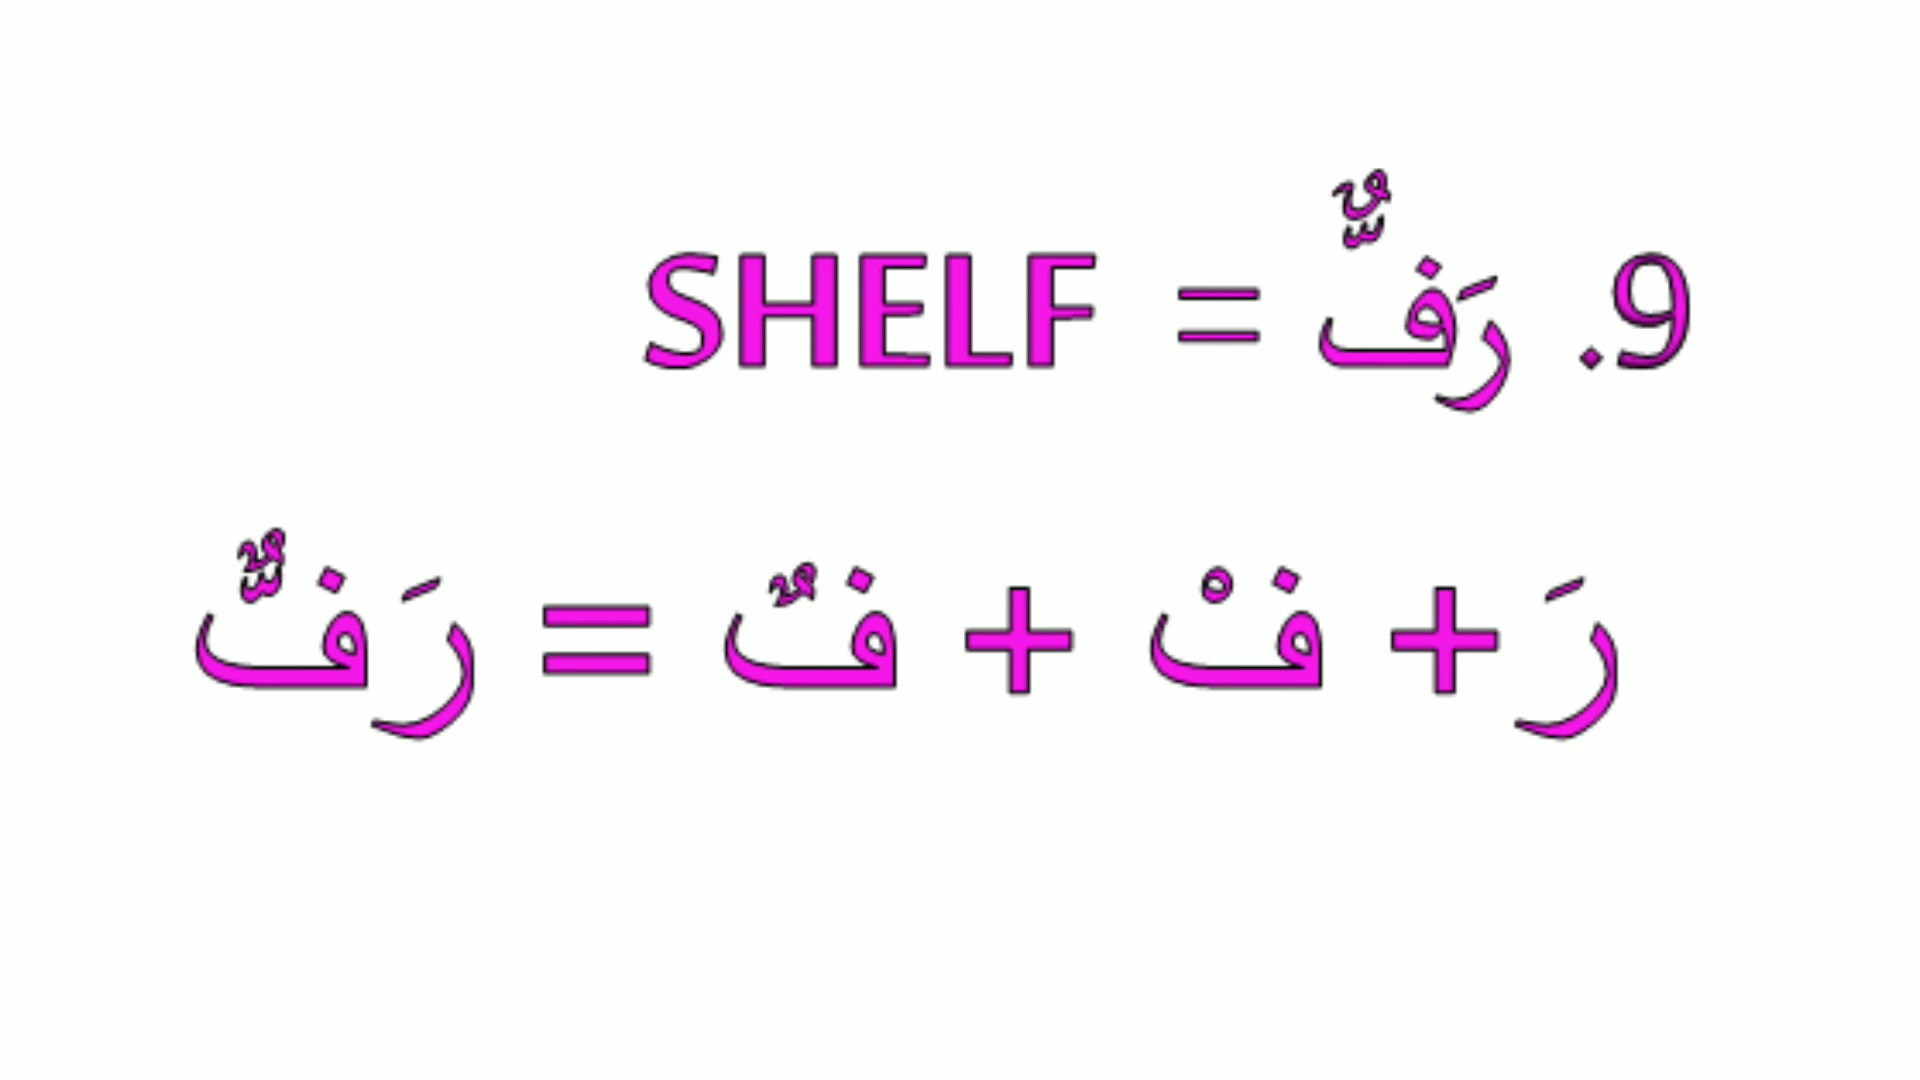 9. رَفٌّ = SHELF
رَ + فْ + فٌ = رَفٌّ